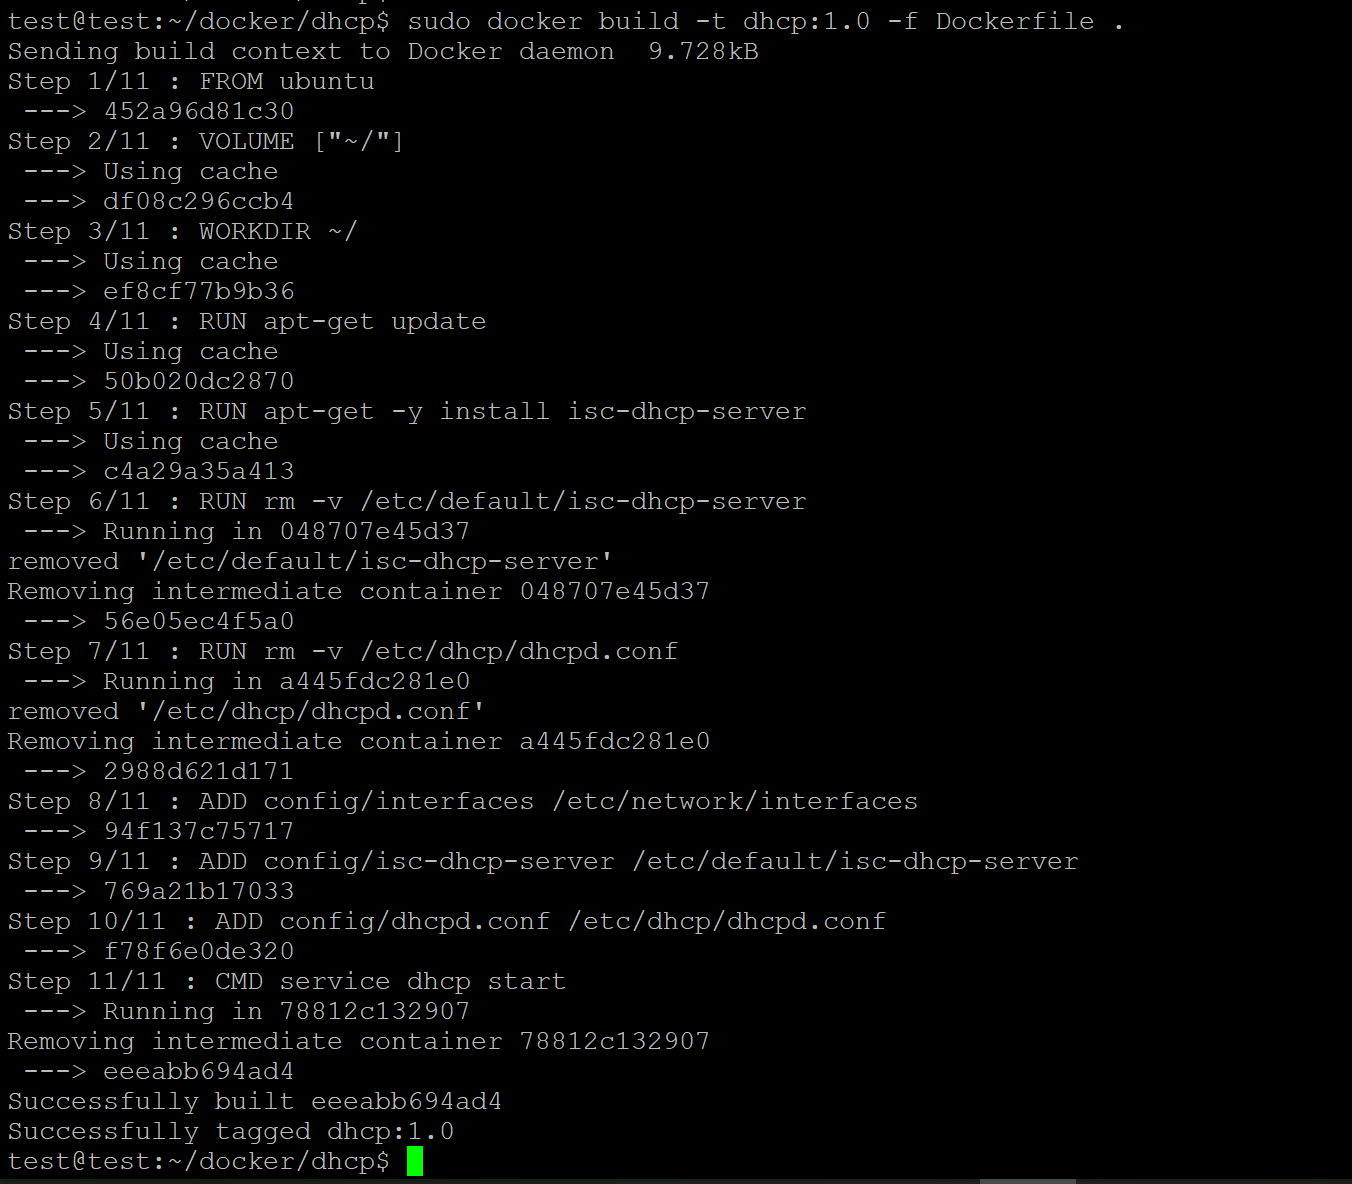 test@test:~/docker/dhcp$ sudo docker build -t dhcp:1.0 -f Dockerfile .
Sending build context to Docker daemon  9.728kB
Step 1/11 : FROM ubuntu
 ---> 452a96d81c30
Step 2/11 : VOLUME ["~/"]
 ---> Using cache
 ---> df08c296ccb4
Step 3/11 : WORKDIR ~/
 ---> Using cache
 ---> ef8cf77b9b36
Step 4/11 : RUN apt-get update
 ---> Using cache
 ---> 50b020dc2870
Step 5/11 : RUN apt-get -y install isc-dhcp-server
 ---> Using cache
 ---> c4a29a35a413
Step 6/11 : RUN rm -v /etc/default/isc-dhcp-server
 ---> Running in 048707e45d37
removed '/etc/default/isc-dhcp-server'
Removing intermediate container 048707e45d37
 ---> 56e05ec4f5a0
Step 7/11 : RUN rm -v /etc/dhcp/dhcpd.conf
 ---> Running in a445fdc281e0
removed '/etc/dhcp/dhcpd.conf'
Removing intermediate container a445fdc281e0
 ---> 2988d621d171
Step 8/11 : ADD config/interfaces /etc/network/interfaces
 ---> 94f137c75717
Step 9/11 : ADD config/isc-dhcp-server /etc/default/isc-dhcp-server
 ---> 769a21b17033
Step 10/11 : ADD config/dhcpd.conf /etc/dhcp/dhcpd.conf
 ---> f78f6e0de320
Step 11/11 : CMD service dhcp start
 ---> Running in 78812c132907
Removing intermediate container 78812c132907
 ---> eeeabb694ad4
Successfully built eeeabb694ad4
Successfully tagged dhcp:1.0
test@test:~/docker/dhcp$